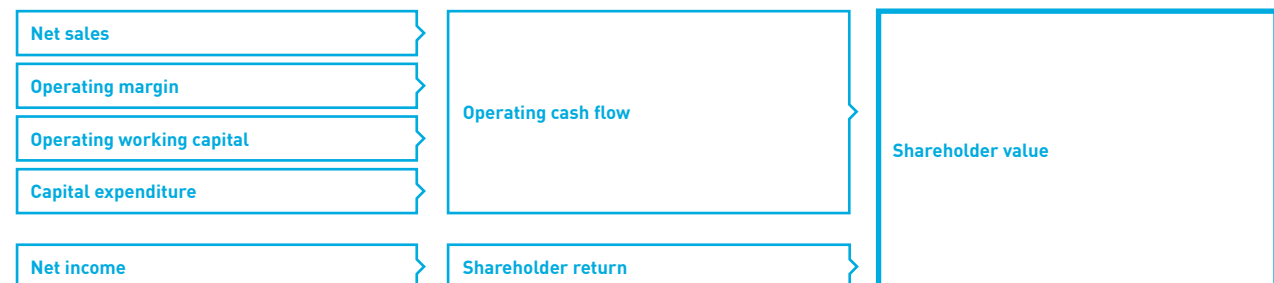 Net sales
Operating margin
Operating working capital
Capital expenditure
Operating cash flow
Shareholder value
Net income
Shareholder return